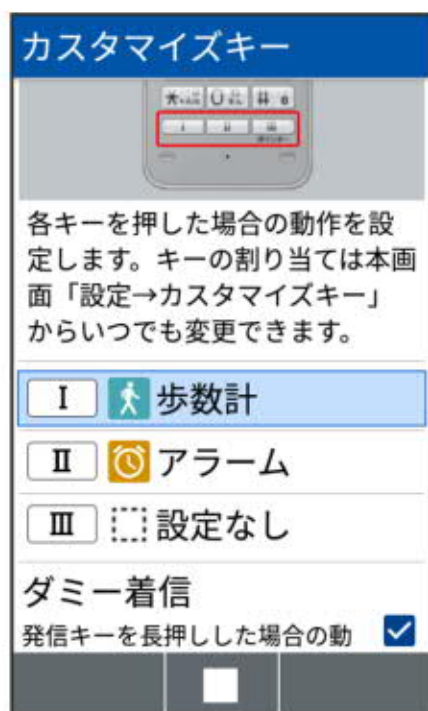 カスタマイズキー
I II III
各キーを押した場合の動作を設
定します。キーの割り当ては本画
面「設定→カスタマイズキー」
からいつでも変更できます。
I 歩数計
II アラーム
III 設定なし
ダミー着信
発信キーを長押しした場合の動